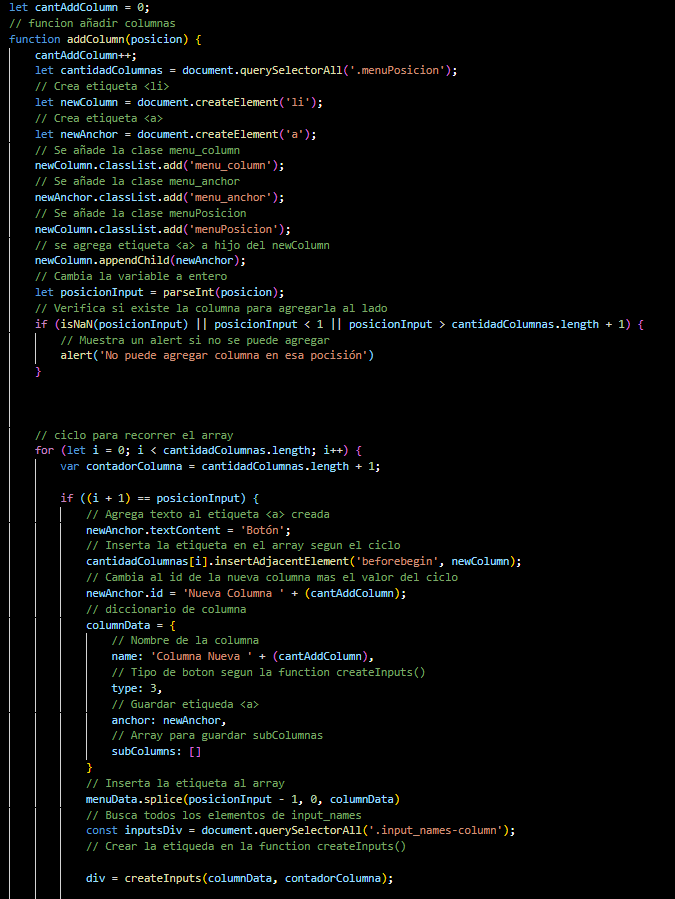 let cantAddColumn = 0;
// funcion añadir columnas
function addColumn(posicion) {
cantAddColumn++;
let cantidadColumnas = document.querySelectorAll('.menuPosicion');
// Crea etiqueta <li>
let newColumn = document.createElement('li');
// Crea etiqueta <a>
let newAnchor = document.createElement('a');
// Se añade la clase menu_column
newColumn.classList.add('menu_column');
// Se añade la clase menu_anchor
newAnchor.classList.add('menu_anchor');
// Se añade la clase menuPosicion
newColumn.classList.add('menuPosicion');
// se agrega etiqueta <a> a hijo del newColumn
newColumn.appendChild(newAnchor);
// Cambia la variable a entero
let posicionInput = parseInt(posicion);
// Verifica si existe la columna para agregarla al lado
if (isNaN(posicionInput) || posicionInput < 1 || posicionInput > cantidadColumnas.length + 1) {
// Muestra un alert si no se puede agregar
alert('No puede agregar columna en esa pocisión')
}
// ciclo para recorrer el array
for (let i = 0; i < cantidadColumnas.length; i++) {
var contadorColumna = cantidadColumnas.length + 1;
if ((i + 1) == posicionInput) {
// Agrega texto al etiqueta <a> creada
newAnchor.textContent = 'Botón';
// Inserta la etiqueta en el array segun el ciclo
cantidadColumnas[i].insertAdjacentElement('beforebegin', newColumn);
// Cambia al id de la nueva columna mas el valor del ciclo
newAnchor.id = 'Nueva Columna ' + (cantAddColumn);
// diccionario de columna
columnData = {
// Nombre de la columna
name: 'Columna Nueva ' + (cantAddColumn),
// Tipo de boton segun la function createInputs()
type: 3,
// Guardar etiqueda <a>
anchor: newAnchor,
// Array para guardar subColumnas
subColumns: []
}
// Inserta la etiqueta al array
menuData.splice(posicionInput - 1, 0, columnData)
// Busca todos los elementos de input_names
const inputsDiv = document.querySelectorAll('.input_names-column');
// Crear la etiqueda en la function createInputs()
div = createInputs(columnData, contadorColumna);